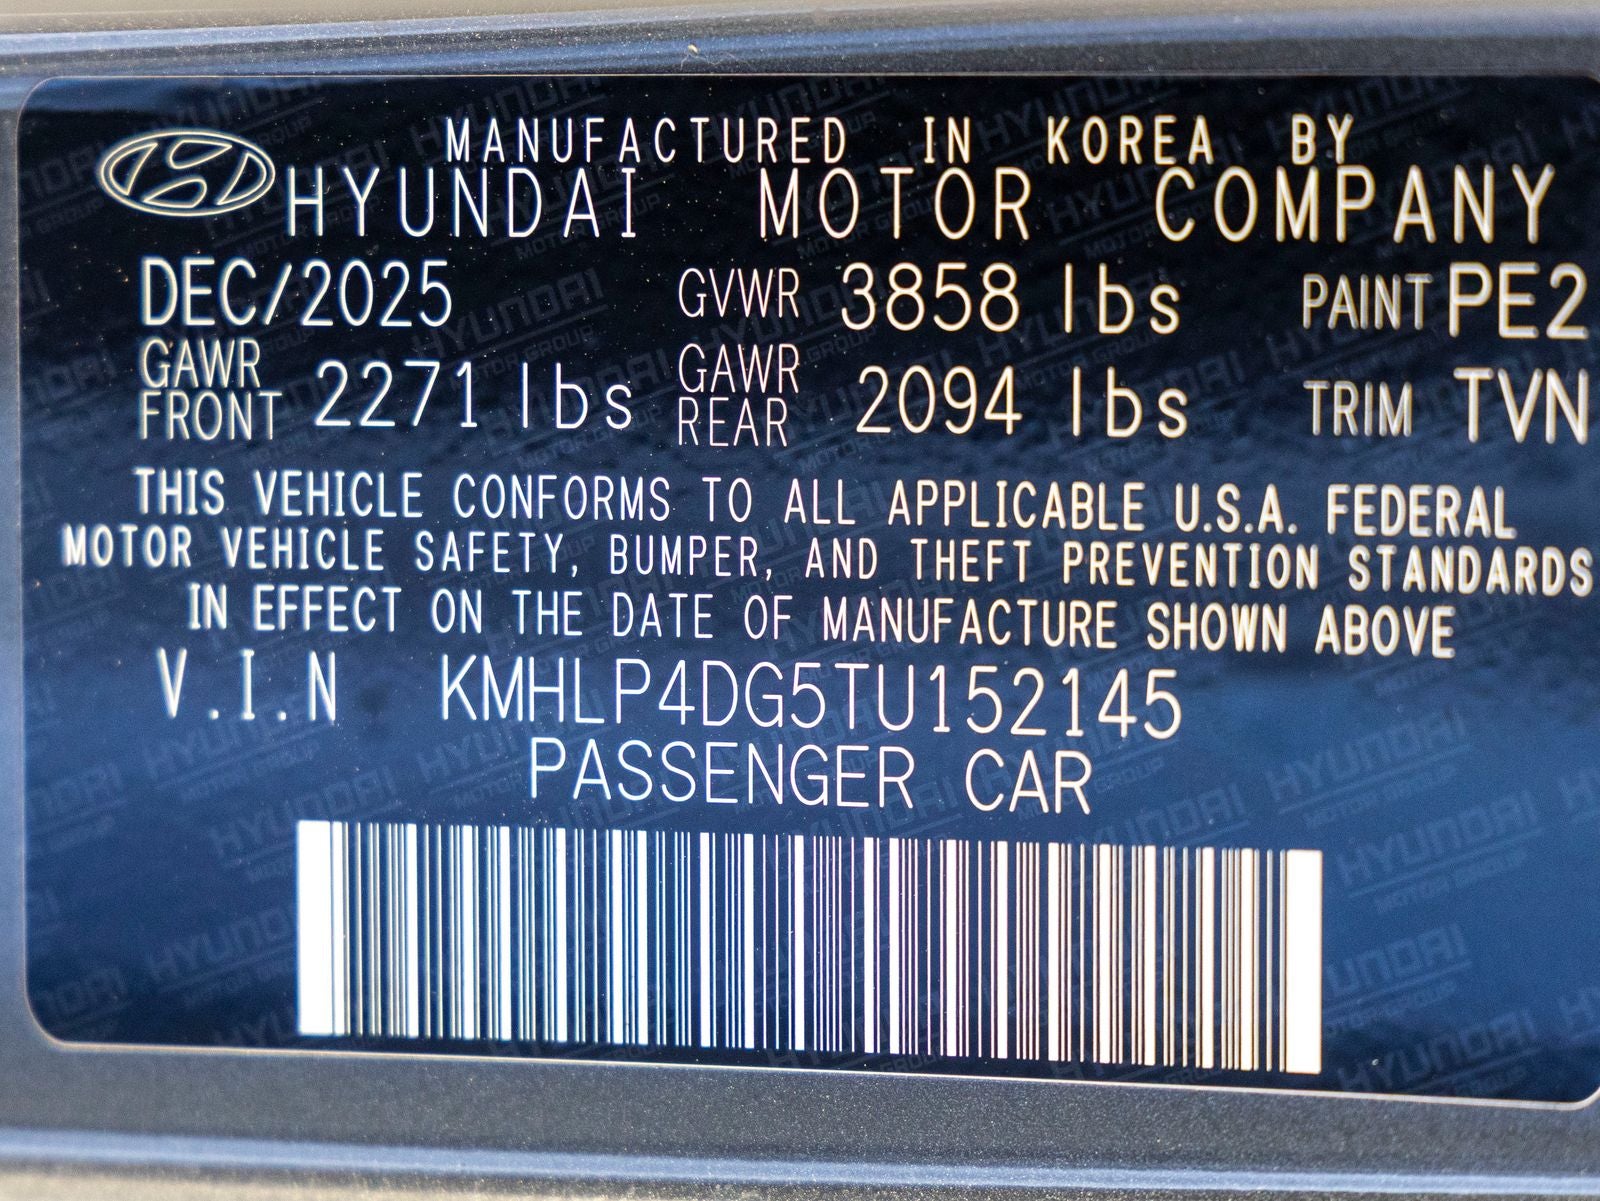 MANUFACTURED IN KOREA BY
HYUNDAI MOTOR COMPANY
DEC/2025 GVWR 3858 lbs PAINT PE2
GAWR FRONT 2271 lbs GAWR REAR 2094 lbs TRIM TVN
THIS VEHICLE CONFORMS TO ALL APPLICABLE U.S.A. FEDERAL
MOTOR VEHICLE SAFETY, BUMPER, AND THEFT PREVENTION STANDARDS
IN EFFECT ON THE DATE OF MANUFACTURE SHOWN ABOVE
V.I.N KMHLP4DG5TU152145
PASSENGER CAR